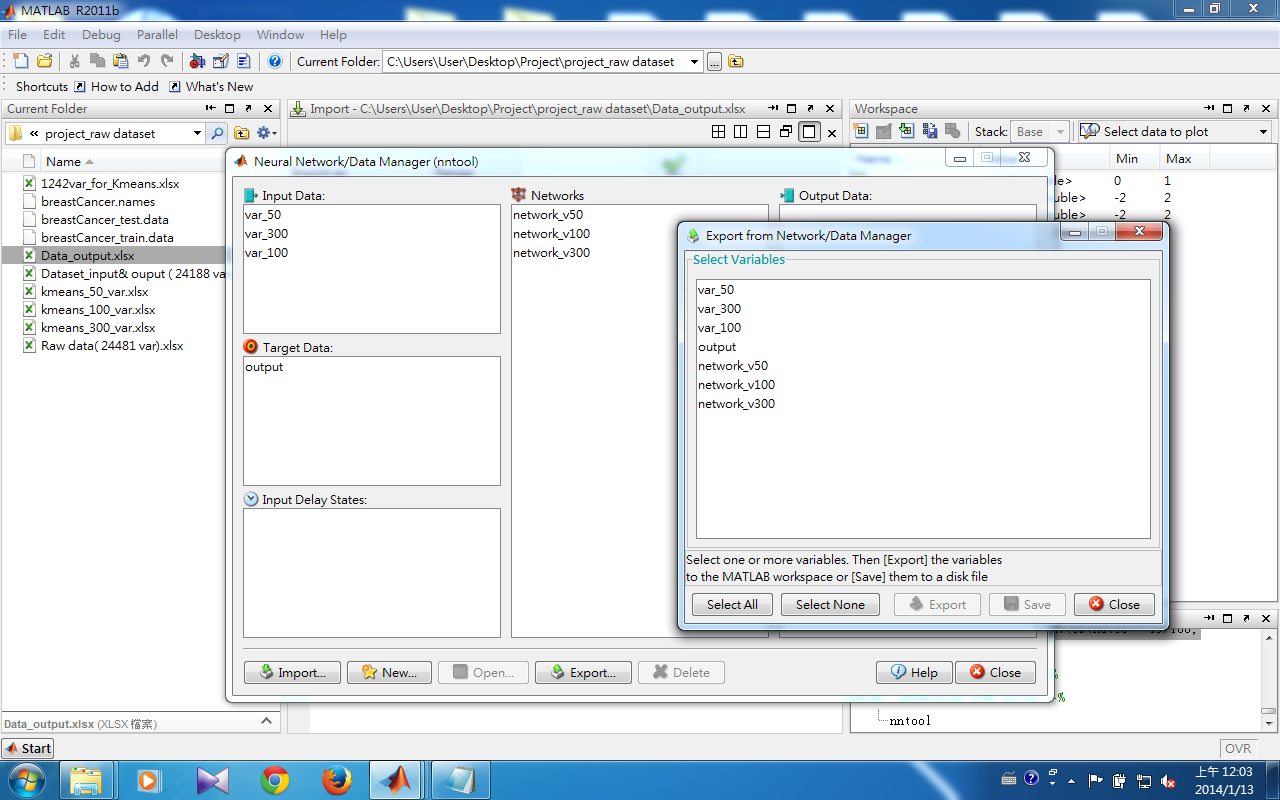 MATLAB R2011b
File Edit Debug Parallel Desktop Window Help
Current Folder: C:\Users\User\Desktop\Project\project_raw dataset ...
Shortcuts How to Add What's New
Current Folder
« project_raw dataset
Name
1242var_for_Kmeans.xlsx
breastCancer.names
breastCancer_test.data
breastCancer_train.data
Data_output.xlsx
Dataset_input& ouput ( 24188 va
kmeans_50_var.xlsx
kmeans_100_var.xlsx
kmeans_300_var.xlsx
Raw data( 24481 var).xlsx
Data_output.xlsx (XLSX 檔案)
Import - C:\Users\User\Desktop\Project\project_raw dataset\Data_output.xlsx
Workspace
Stack: Base Select data to plot
Min Max
le> 0 1
uble> -2 2
uble> -2 2
Neural Network/Data Manager (nntool)
Input Data:
var_50
var_300
var_100
Target Data:
output
Input Delay States:
Networks
network_v50
network_v100
network_v300
Output Data:
Import... New... Open... Export... Delete Help Close
Export from Network/Data Manager
Select Variables
var_50
var_300
var_100
output
network_v50
network_v100
network_v300
Select one or more variables. Then [Export] the variables
to the MATLAB workspace or [Save] them to a disk file
Select All Select None Export Save Close
%
-%
nntool
Start
OVR
上午 12:03
2014/1/13